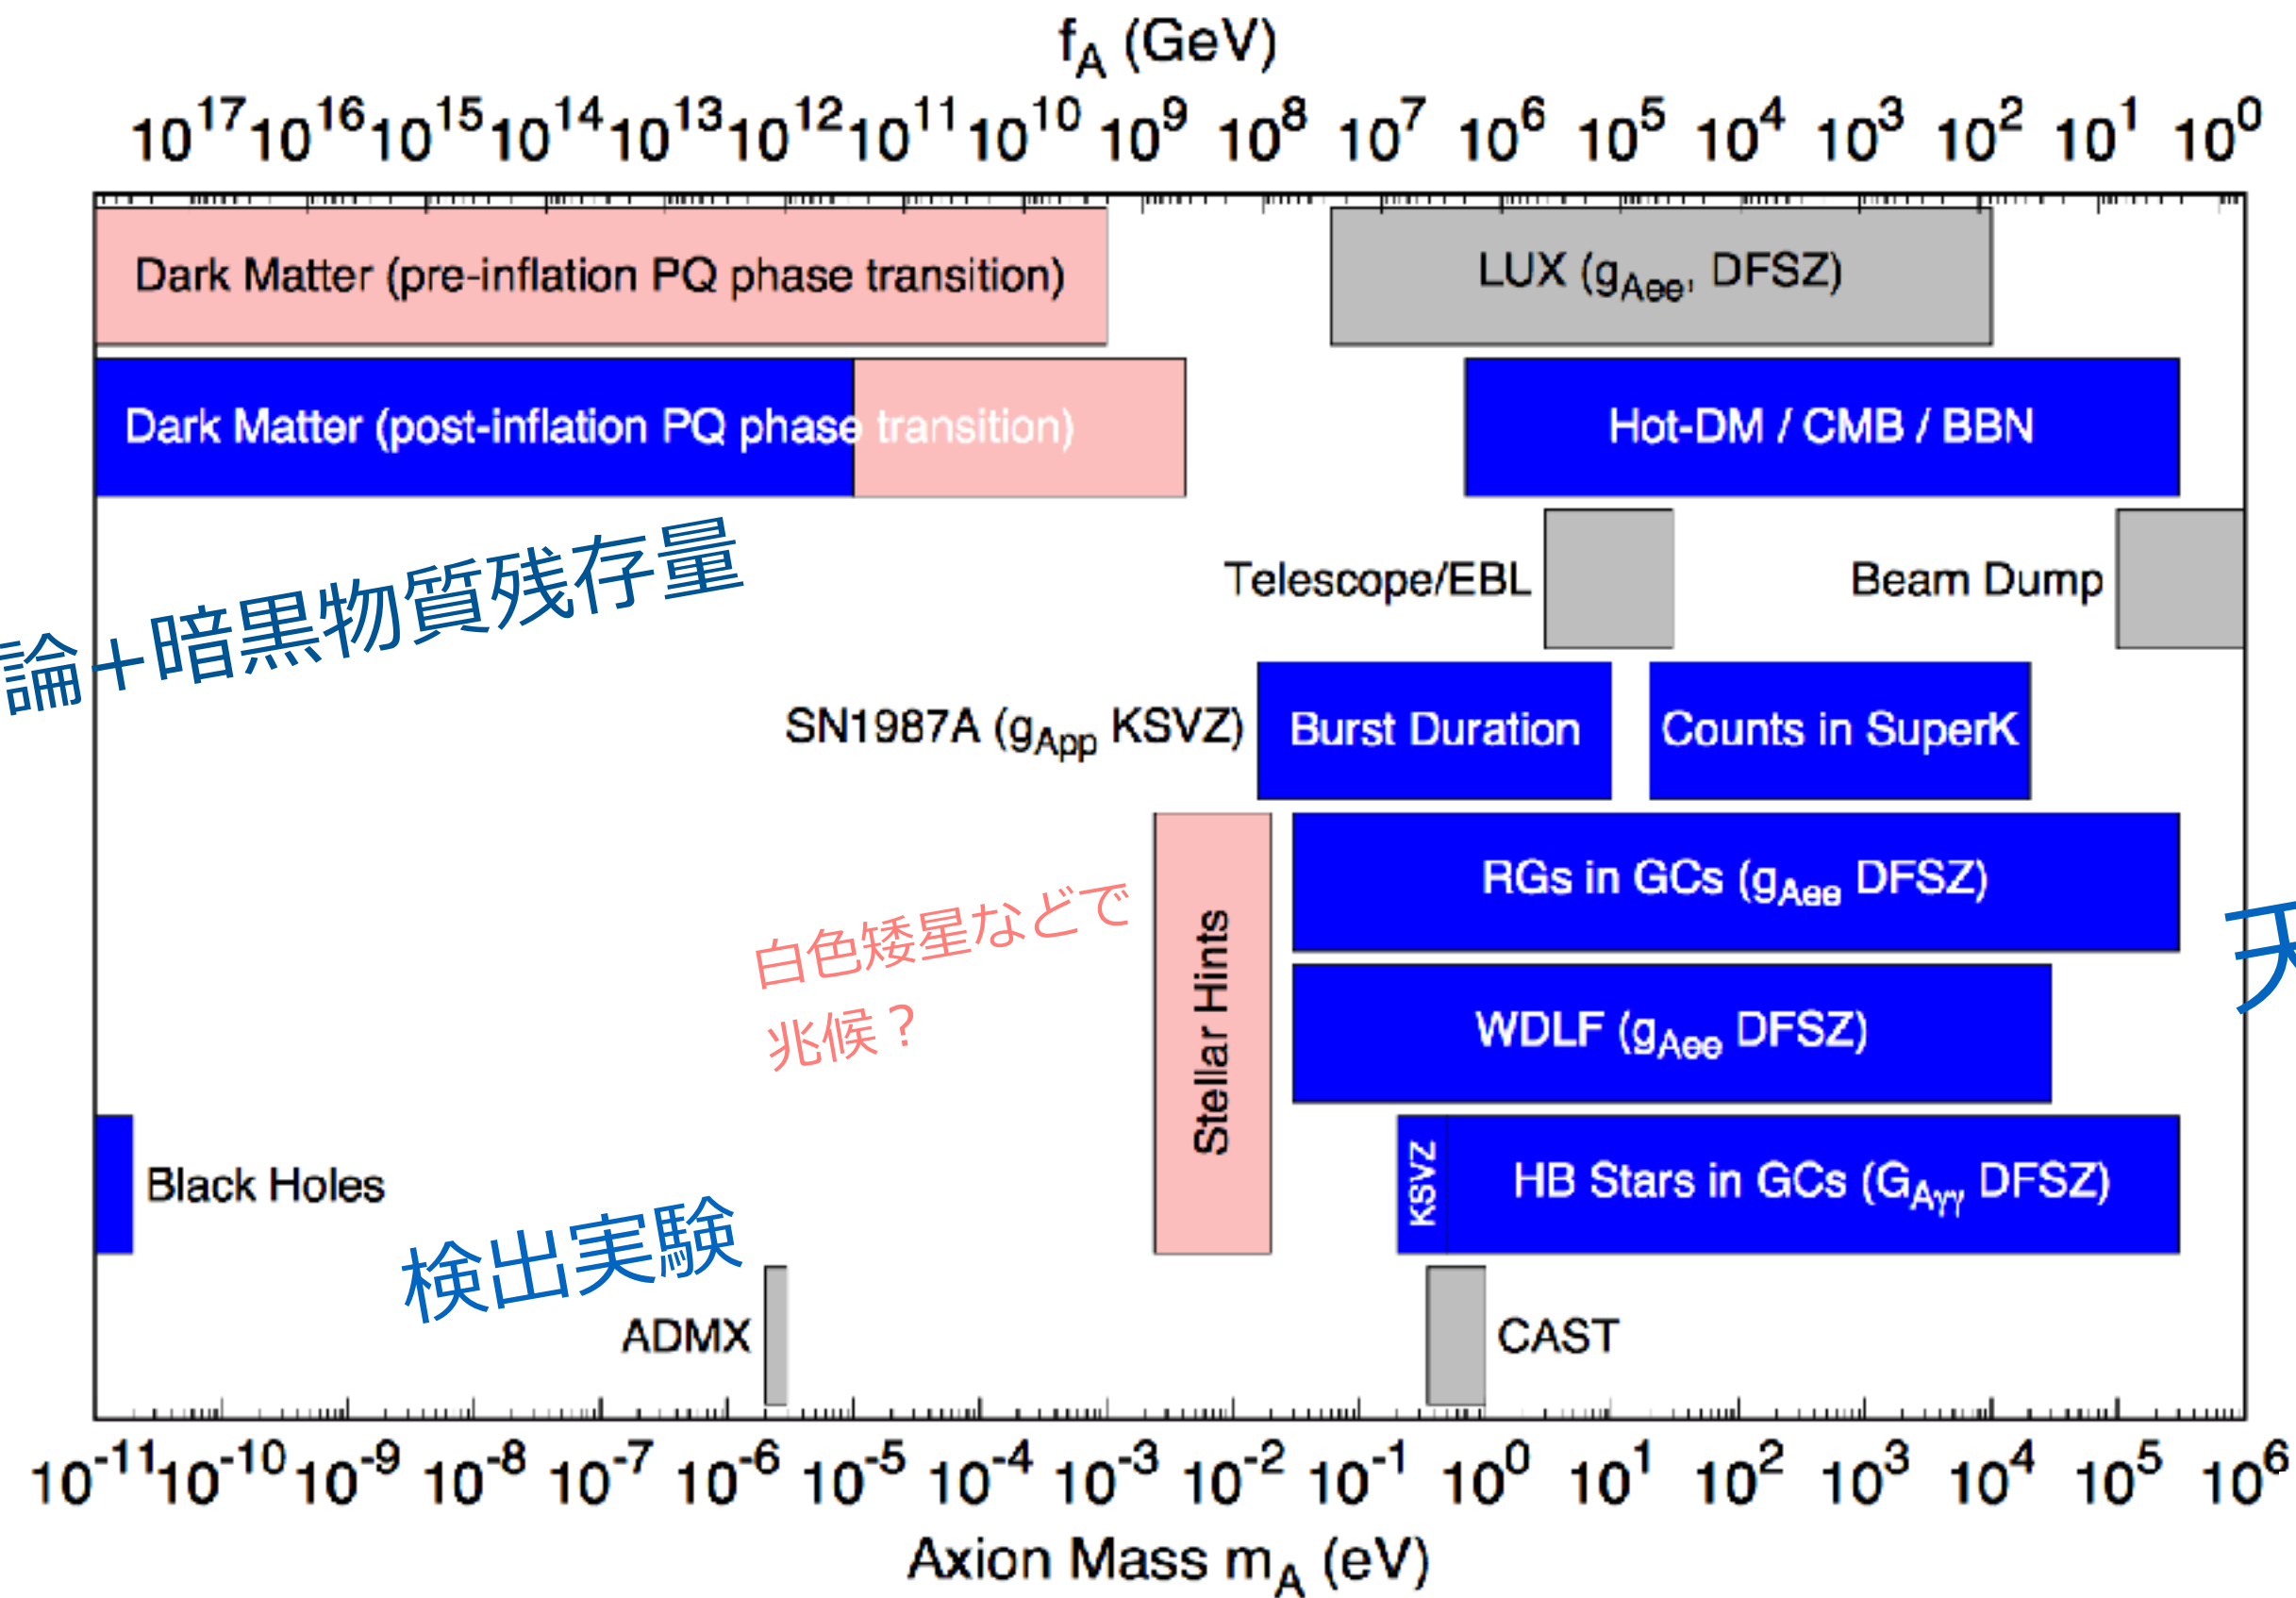 f_A (GeV)
10^17 10^16 10^15 10^14 10^13 10^12 10^11 10^10 10^9 10^8 10^7 10^6 10^5 10^4 10^3 10^2 10^1 10^0
Dark Matter (pre-inflation PQ phase transition)
LUX (g_Aee, DFSZ)
Dark Matter (post-inflation PQ phase transition)
Hot-DM / CMB / BBN
Telescope/EBL
Beam Dump
論+暗黒物質残存量
SN1987A (g_App KSVZ)
Burst Duration
Counts in SuperK
RGs in GCs (g_Aee DFSZ)
白色矮星などで
兆候？
Stellar Hints
天
WDLF (g_Aee DFSZ)
Black Holes
KSVZ
HB Stars in GCs (G_Aγγ DFSZ)
検出実験
ADMX
CAST
10^-11 10^-10 10^-9 10^-8 10^-7 10^-6 10^-5 10^-4 10^-3 10^-2 10^-1 10^0 10^1 10^2 10^3 10^4 10^5 10^6
Axion Mass m_A (eV)